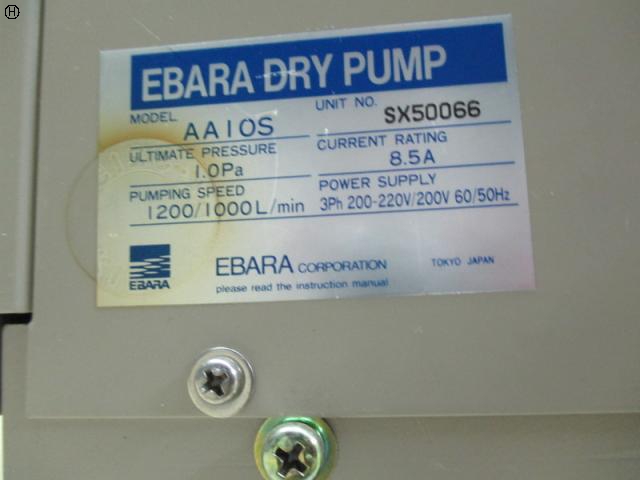 H
EBARA DRY PUMP
MODEL AA10S
UNIT NO. SX50066
ULTIMATE PRESSURE 1.0Pa
CURRENT RATING 8.5A
PUMPING SPEED 1200/1000L/min
POWER SUPPLY 3Ph 200-220V/200V 60/50Hz
EBARA
EBARA CORPORATION TOKYO JAPAN
please read the instruction manual